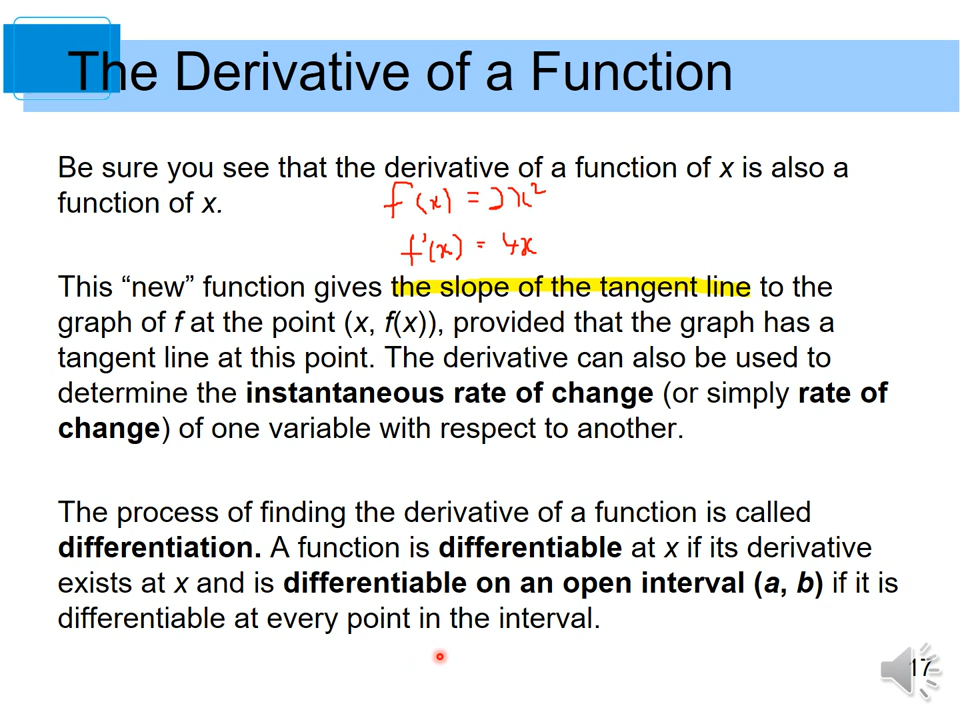 The Derivative of a Function
Be sure you see that the derivative of a function of x is also a
function of x.
f(x) = 2x²
f'(x) = 4x
This “new” function gives the slope of the tangent line to the
graph of f at the point (x, f(x)), provided that the graph has a
tangent line at this point. The derivative can also be used to
determine the instantaneous rate of change (or simply rate of
change) of one variable with respect to another.
The process of finding the derivative of a function is called
differentiation. A function is differentiable at x if its derivative
exists at x and is differentiable on an open interval (a, b) if it is
differentiable at every point in the interval.
17